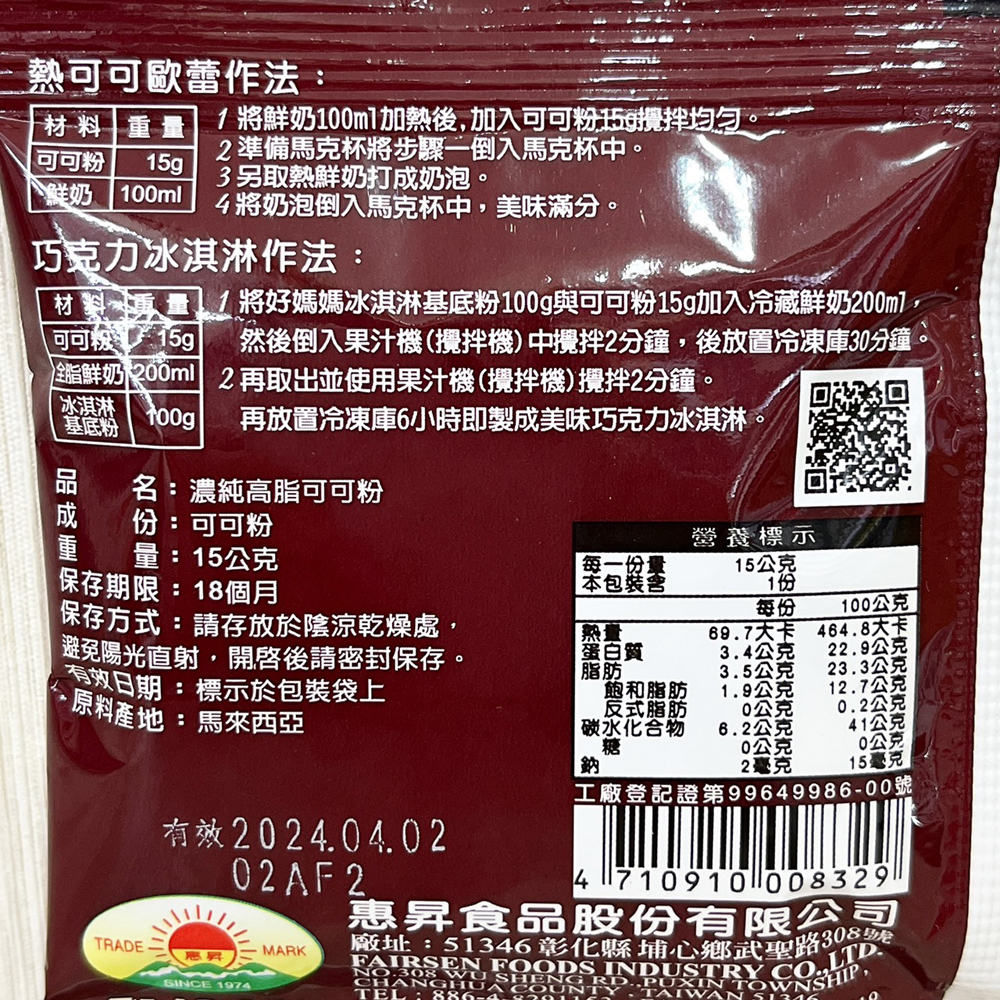 熱可可歐蕾作法：
材料 重量
可可粉 15g
鮮奶 100ml
1 將鮮奶100ml加熱後,加入可可粉15g攪拌均勻。
2 準備馬克杯將步驟一倒入馬克杯中。
3 另取熱鮮奶打成奶泡。
4 將奶泡倒入馬克杯中，美味滿分。
巧克力冰淇淋作法：
材料 重量
可可粉 15g
全脂鮮奶 200ml
冰淇淋
基底粉 100g
1 將好媽媽冰淇淋基底粉100g與可可粉15g加入冷藏鮮奶200ml，
然後倒入果汁機(攪拌機)中攪拌2分鐘，後放置冷凍庫30分鐘。
2 再取出並使用果汁機(攪拌機)攪拌2分鐘。
再放置冷凍庫6小時即製成美味巧克力冰淇淋。
品名：濃純高脂可可粉
成份：可可粉
重量：15公克
保存期限：18個月
保存方式：請存放於陰涼乾燥處，
避免陽光直射，開啓後請密封保存。
有效日期：標示於包裝袋上
原料產地：馬來西亞
營養標示
每一份量 15公克
本包裝含 1份
每份 100公克
熱量 69.7大卡 464.8大卡
蛋白質 3.4公克 22.9公克
脂肪 3.5公克 23.3公克
飽和脂肪 1.9公克 12.7公克
反式脂肪 0公克 0.2公克
碳水化合物 6.2公克 41公克
糖 0公克 0公克
鈉 2毫克 15毫克
工廠登記證第99649986-00號
4 710910 008329
有效 2024.04.02
02AF2
TRADE MARK
惠昇
SINCE 1974
惠昇食品股份有限公司
廠址：51346彰化縣埔心鄉武聖路308號
FAIRSEN FOODS INDUSTRY CO.,LTD.
NO.308 WU SHENG RD., PUXIN TOWNSHIP,
CHANGHUA COUNTY, TAIWAN 51346
TEL：886-4-8291163